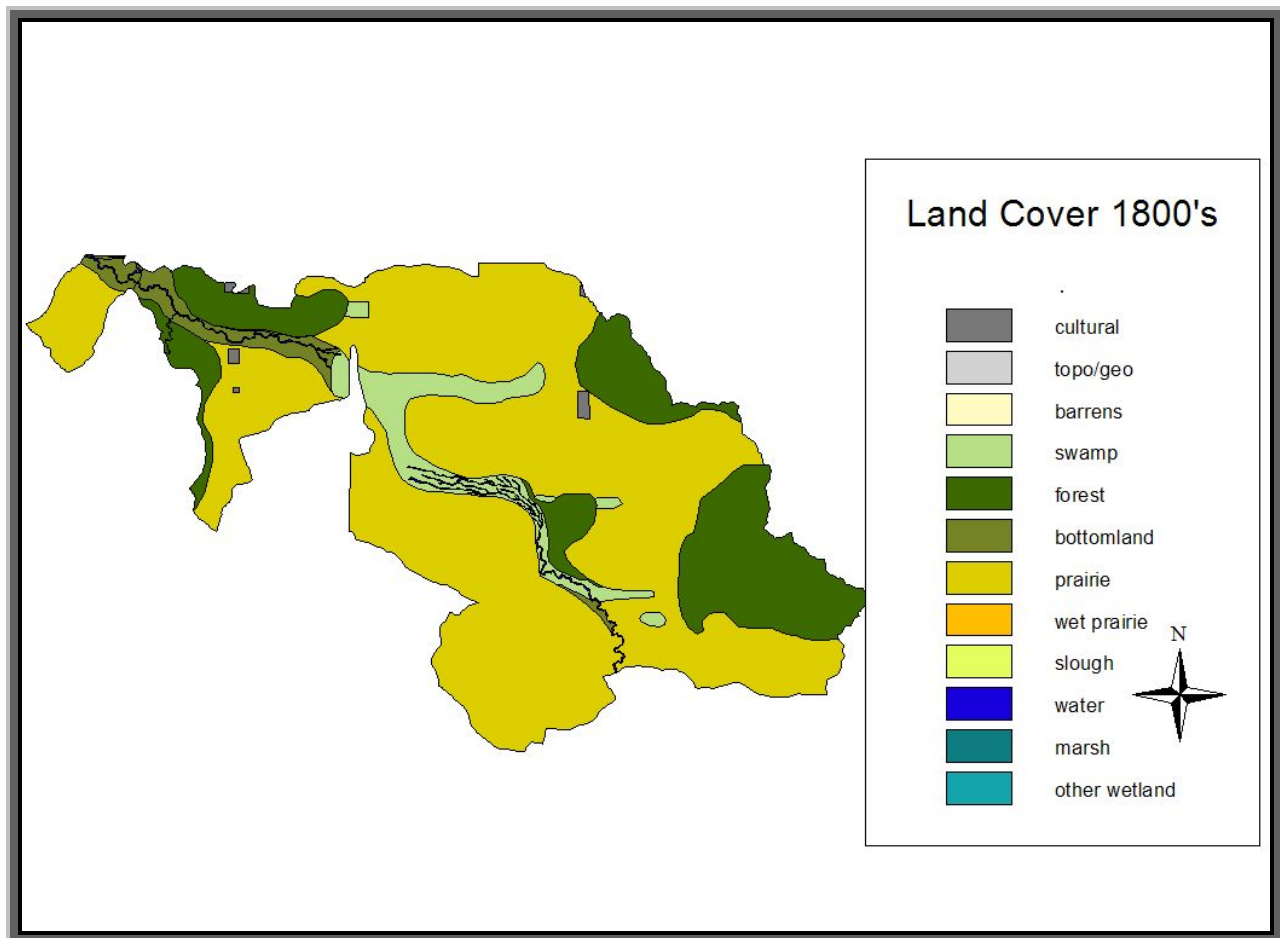 Land Cover 1800's
.
cultural
topo/geo
barrens
swamp
forest
bottomland
prairie
wet prairie
N
slough
water
marsh
other wetland